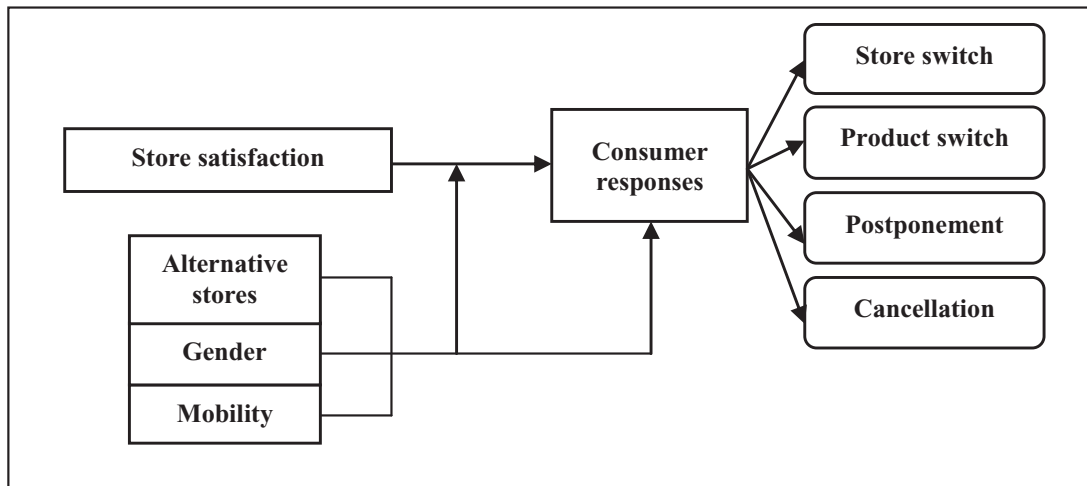 Store satisfaction
Alternative
stores
Gender
Mobility
Consumer
responses
Store switch
Product switch
Postponement
Cancellation